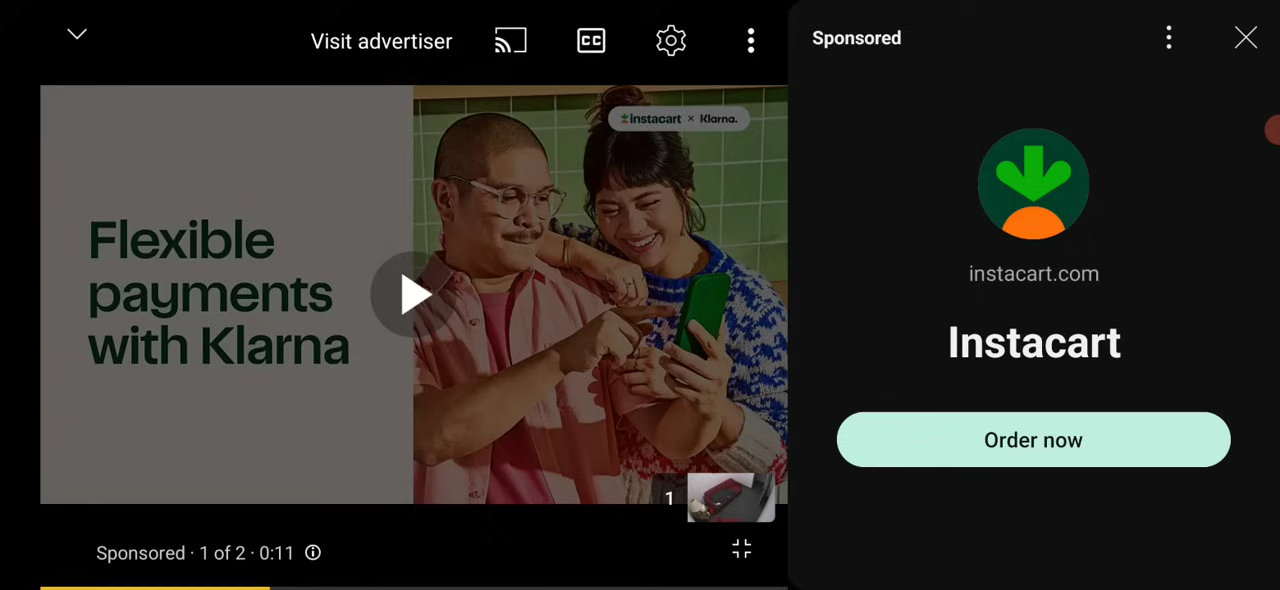 Visit advertiser
CC
Sponsored
instacart × Klarna.
Flexible
payments
with Klarna
instacart.com
Instacart
Order now
1
Sponsored · 1 of 2 · 0:11